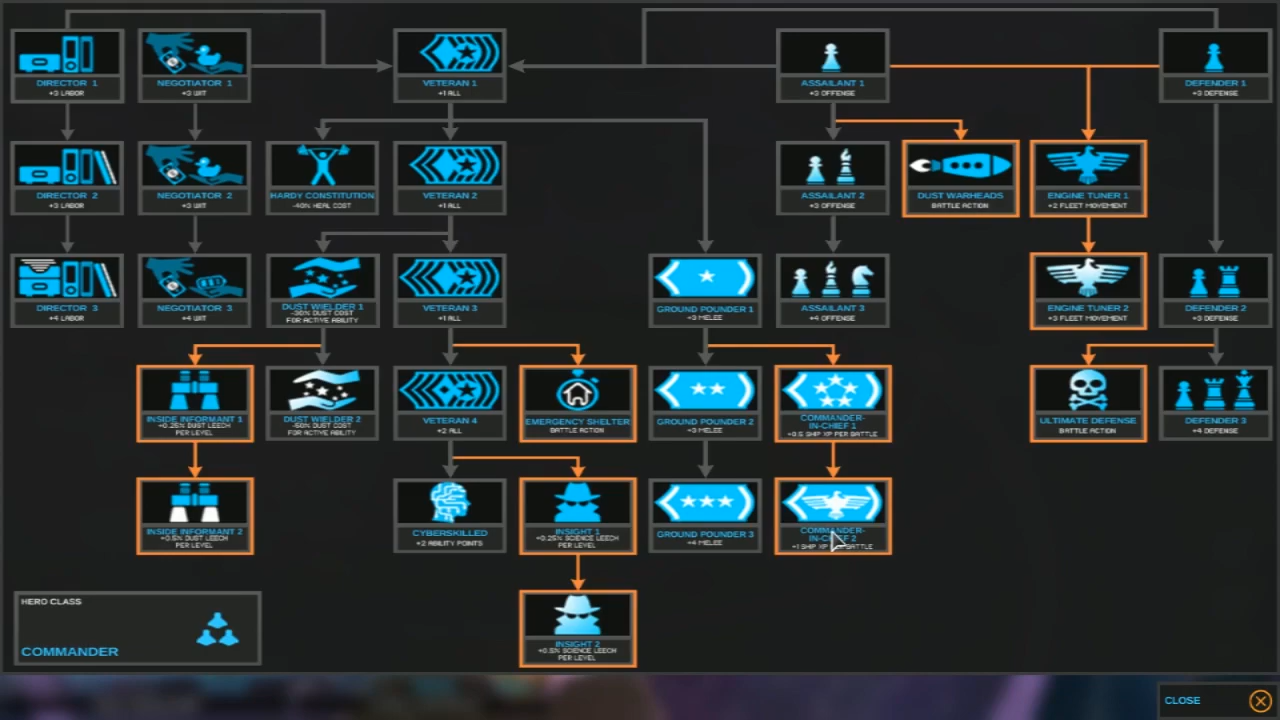 DIRECTOR 1
+3 LABOR
NEGOTIATOR 1
+3 WIT
VETERAN 1
+1 ALL
ASSAILANT 1
+3 OFFENSE
DEFENDER 1
+3 DEFENSE
DIRECTOR 2
+3 LABOR
NEGOTIATOR 2
+3 WIT
HARDY CONSTITUTION
-40% HEAL COST
VETERAN 2
+1 ALL
ASSAILANT 2
+3 OFFENSE
DUST WARHEADS
BATTLE ACTION
ENGINE TUNER 1
+2 FLEET MOVEMENT
DIRECTOR 3
+4 LABOR
NEGOTIATOR 3
+4 WIT
DUST WIELDER 1
-30% DUST COST
FOR ACTIVE ABILITY
VETERAN 3
+1 ALL
GROUND POUNDER 1
+3 MELEE
ASSAILANT 3
+4 OFFENSE
ENGINE TUNER 2
+3 FLEET MOVEMENT
DEFENDER 2
+3 DEFENSE
INSIDE INFORMANT 1
+0.25% DUST LEECH
PER LEVEL
DUST WIELDER 2
-50% DUST COST
FOR ACTIVE ABILITY
VETERAN 4
+2 ALL
EMERGENCY SHELTER
BATTLE ACTION
GROUND POUNDER 2
+3 MELEE
COMMANDER-
IN-CHIEF 1
+0.5 SHIP XP PER BATTLE
ULTIMATE DEFENSE
BATTLE ACTION
DEFENDER 3
+4 DEFENSE
INSIDE INFORMANT 2
+0.5% DUST LEECH
PER LEVEL
CYBERSKILLED
+2 ABILITY POINTS
INSIGHT 1
+0.25% SCIENCE LEECH
PER LEVEL
GROUND POUNDER 3
+4 MELEE
COMMANDER-
IN-CHIEF 2
+1 SHIP XP PER BATTLE
INSIGHT 2
+0.5% SCIENCE LEECH
PER LEVEL
HERO CLASS
COMMANDER
CLOSE